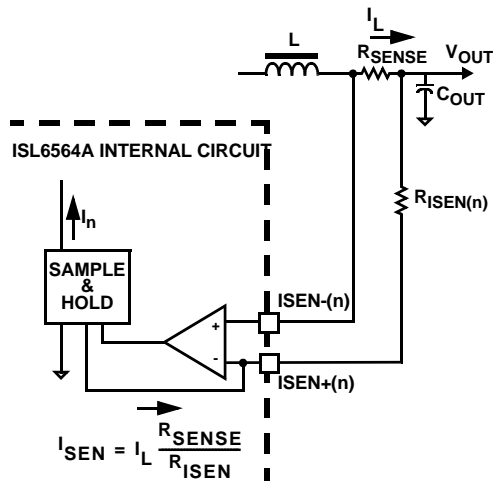 I_L
L
R_SENSE
V_OUT
C_OUT
ISL6564A INTERNAL CIRCUIT
R_ISEN(n)
I_n
SAMPLE
&
HOLD
ISEN-(n)
+
-
ISEN+(n)
I_SEN = I_L R_SENSE / R_ISEN